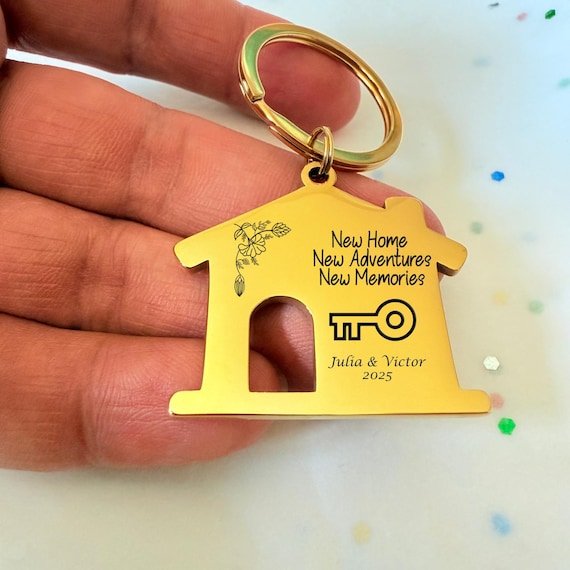 New Home
New Adventures
New Memories
Julia & Victor
2025